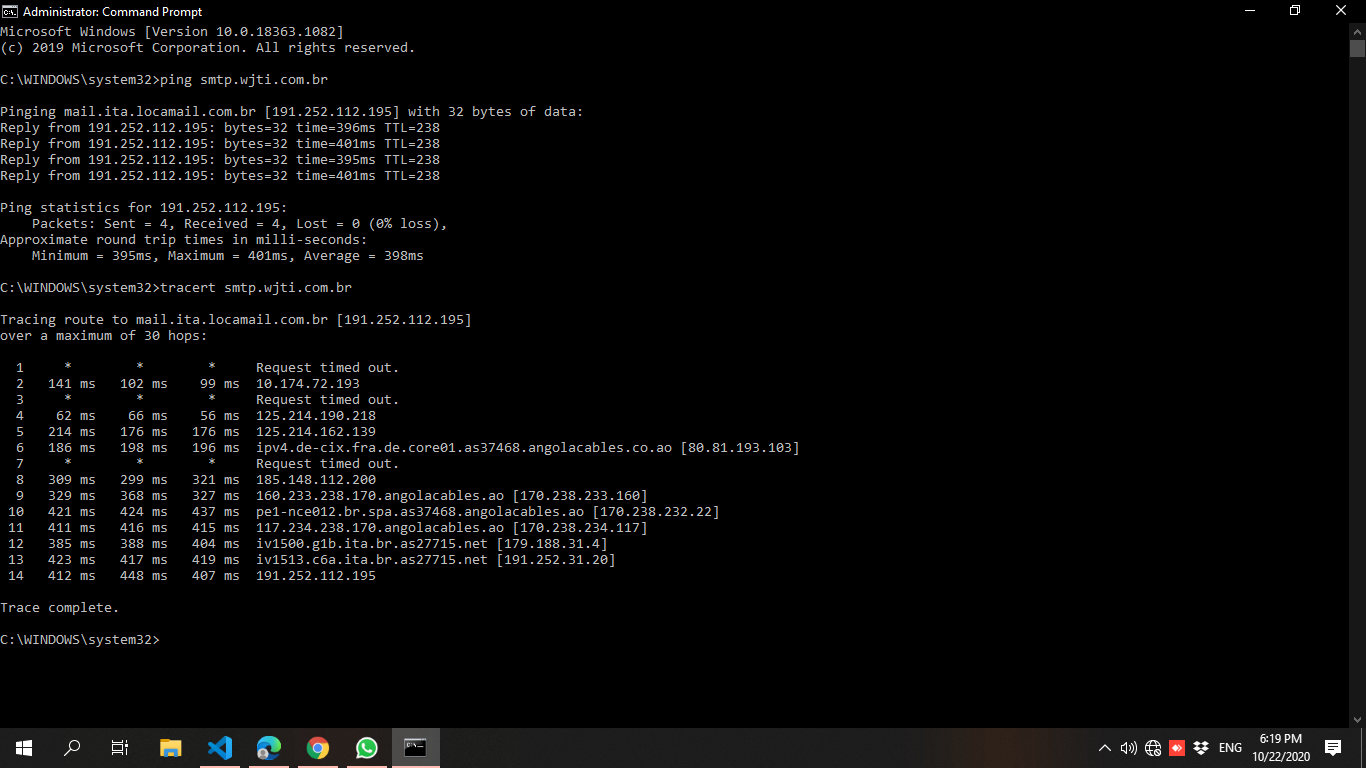 Administrator: Command Prompt
Microsoft Windows [Version 10.0.18363.1082]
(c) 2019 Microsoft Corporation. All rights reserved.
C:\WINDOWS\system32>ping smtp.wjti.com.br
Pinging mail.ita.locamail.com.br [191.252.112.195] with 32 bytes of data:
Reply from 191.252.112.195: bytes=32 time=396ms TTL=238
Reply from 191.252.112.195: bytes=32 time=401ms TTL=238
Reply from 191.252.112.195: bytes=32 time=395ms TTL=238
Reply from 191.252.112.195: bytes=32 time=401ms TTL=238
Ping statistics for 191.252.112.195:
    Packets: Sent = 4, Received = 4, Lost = 0 (0% loss),
Approximate round trip times in milli-seconds:
    Minimum = 395ms, Maximum = 401ms, Average = 398ms
C:\WINDOWS\system32>tracert smtp.wjti.com.br
Tracing route to mail.ita.locamail.com.br [191.252.112.195]
over a maximum of 30 hops:
  1     *        *        *     Request timed out.
  2   141 ms   102 ms    99 ms  10.174.72.193
  3     *        *        *     Request timed out.
  4    62 ms    66 ms    56 ms  125.214.190.218
  5   214 ms   176 ms   176 ms  125.214.162.139
  6   186 ms   198 ms   196 ms  ipv4.de-cix.fra.de.core01.as37468.angolacables.co.ao [80.81.193.103]
  7     *        *        *     Request timed out.
  8   309 ms   299 ms   321 ms  185.148.112.200
  9   329 ms   368 ms   327 ms  160.233.238.170.angolacables.ao [170.238.233.160]
 10   421 ms   424 ms   437 ms  pe1-nce012.br.spa.as37468.angolacables.ao [170.238.232.22]
 11   411 ms   416 ms   415 ms  117.234.238.170.angolacables.ao [170.238.234.117]
 12   385 ms   388 ms   404 ms  iv1500.g1b.ita.br.as27715.net [179.188.31.4]
 13   423 ms   417 ms   419 ms  iv1513.c6a.ita.br.as27715.net [191.252.31.20]
 14   412 ms   448 ms   407 ms  191.252.112.195
Trace complete.
C:\WINDOWS\system32>
ENG
6:19 PM
10/22/2020